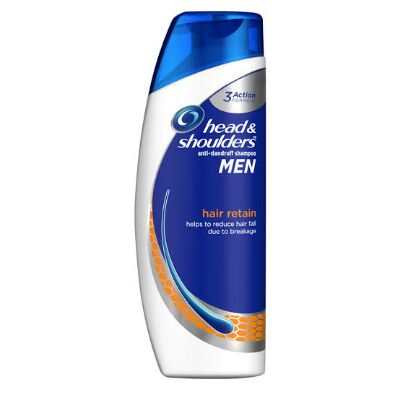 3 Action
FORMULA
head &
shoulders
anti-dandruff shampoo
MEN
hair retain
helps to reduce hair fall
due to breakage